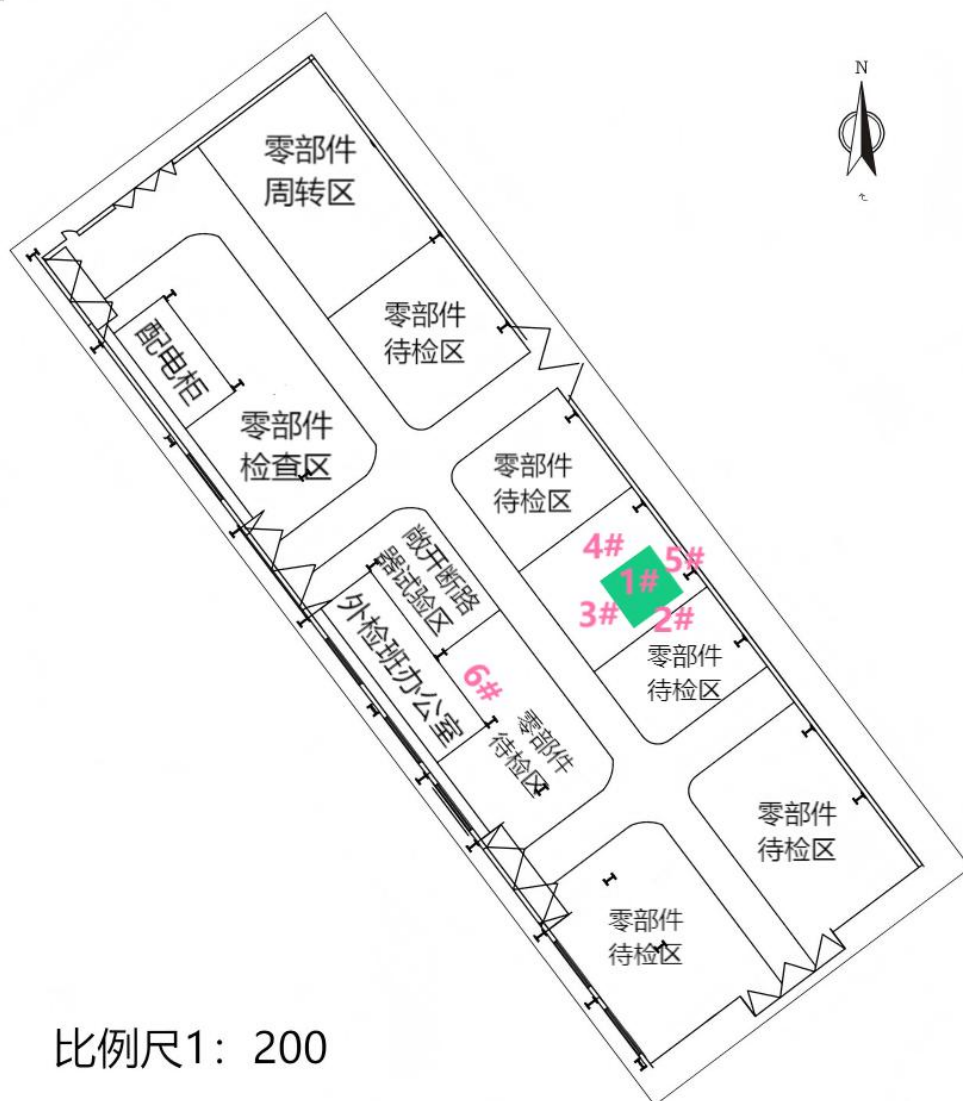 N
零部件
周转区
零部件
待检区
配电柜
零部件
检查区
零部件
待检区
敞开断路
器试验区
4#
5#
1#
3#
2#
外检班办公室
零部件
待检区
6#
零部件
待检区
零部件
待检区
零部件
待检区
比例尺1：200